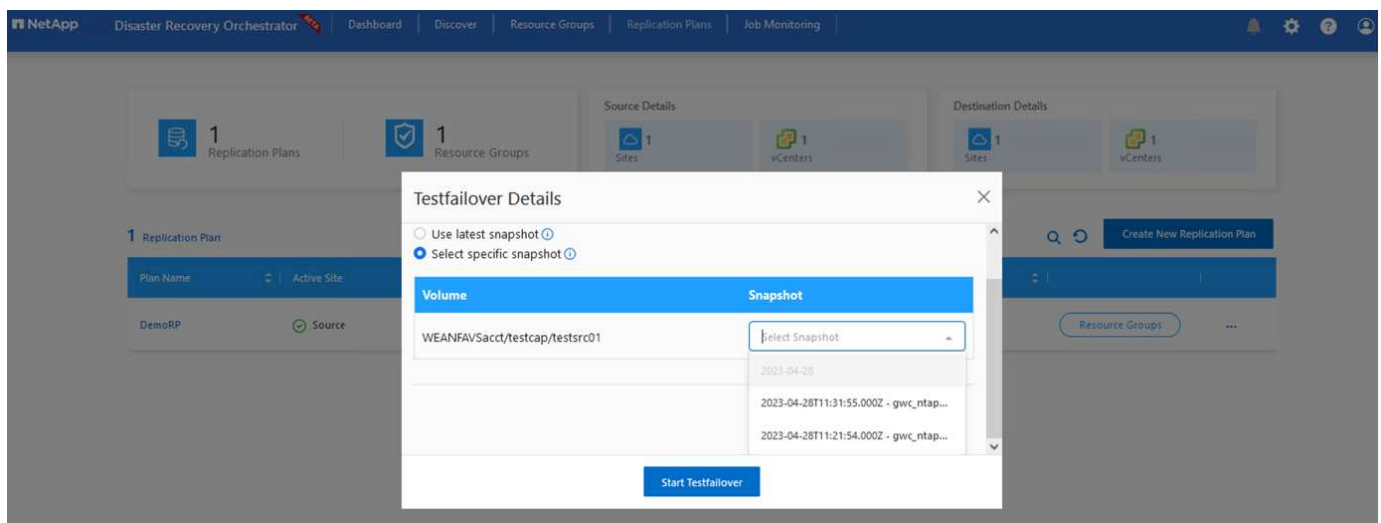 NetApp Disaster Recovery Orchestrator Dashboard Discover Resource Groups Replication Plans Job Monitoring
1 Replication Plans
1 Resource Groups
Source Details
1 Sites
1 vCenters
Destination Details
1 Sites
1 vCenters
Testfailover Details
Use latest snapshot
Select specific snapshot
1 Replication Plan
Create New Replication Plan
Plan Name Active Site
Volume Snapshot
DemoRP Source
WEANFAVSacct/testcap/testsrc01 Select Snapshot
Resource Groups ...
2023-04-28
2023-04-28T11:31:55.000Z - gwc_ntap...
2023-04-28T11:21:54.000Z - gwc_ntap...
Start Testfailover